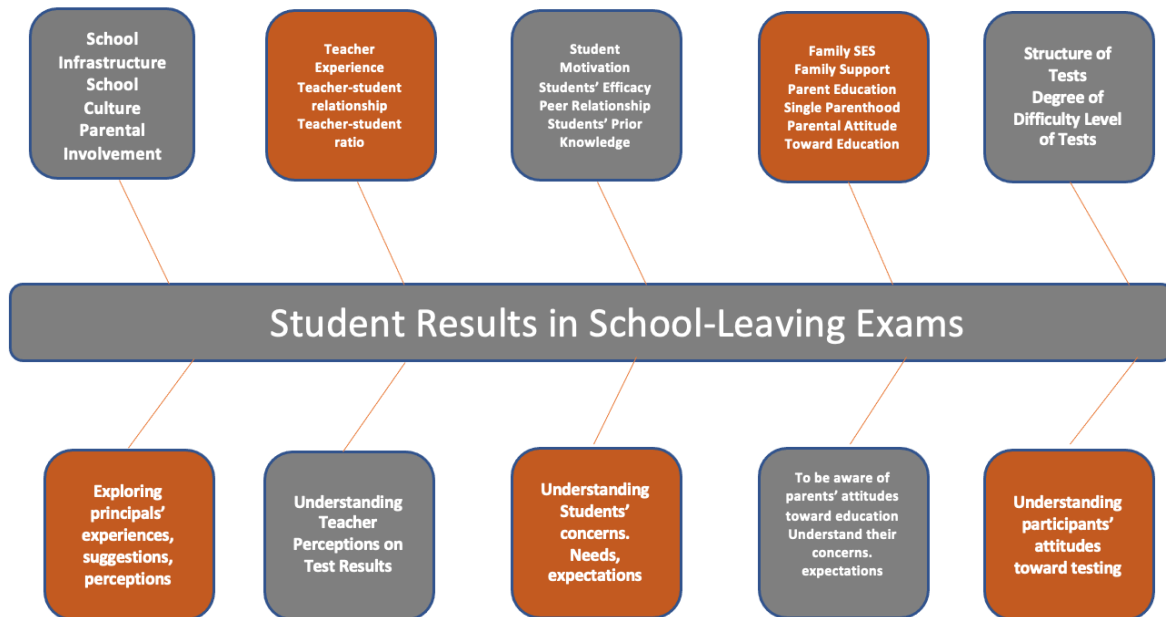 School
Infrastructure
School
Culture
Parental
Involvement
Teacher
Experience
Teacher-student
relationship
Teacher-student
ratio
Student
Motivation
Students' Efficacy
Peer Relationship
Students' Prior
Knowledge
Family SES
Family Support
Parent Education
Single Parenthood
Parental Attitude
Toward Education
Structure of
Tests
Degree of
Difficulty Level
of Tests
Student Results in School-Leaving Exams
Exploring
principals'
experiences,
suggestions,
perceptions
Understanding
Teacher
Perceptions on
Test Results
Understanding
Students'
concerns.
Needs,
expectations
To be aware of
parents' attitudes
toward education
Understand their
concerns.
expectations
Understanding
participants'
attitudes
toward testing